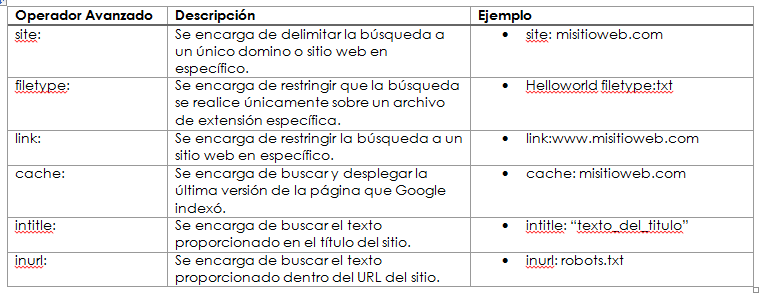 Operador Avanzado Descripción Ejemplo
site: Se encarga de delimitar la búsqueda a • site: misitioweb.com
un único domino o sitio web en
específico.
filetype: Se encarga de restringir que la búsqueda • Helloworld filetype:txt
se realice únicamente sobre un archivo
de extensión específica.
link: Se encarga de restringir la búsqueda a un • link:www.misitioweb.com
sitio web en específico.
cache: Se encarga de buscar y desplegar la • cache: misitioweb.com
última versión de la página que Google
indexó.
intitle: Se encarga de buscar el texto • intitle: “texto_del_titulo”
proporcionado en el título del sitio.
inurl: Se encarga de buscar el texto • inurl: robots.txt
proporcionado dentro del URL del sitio.